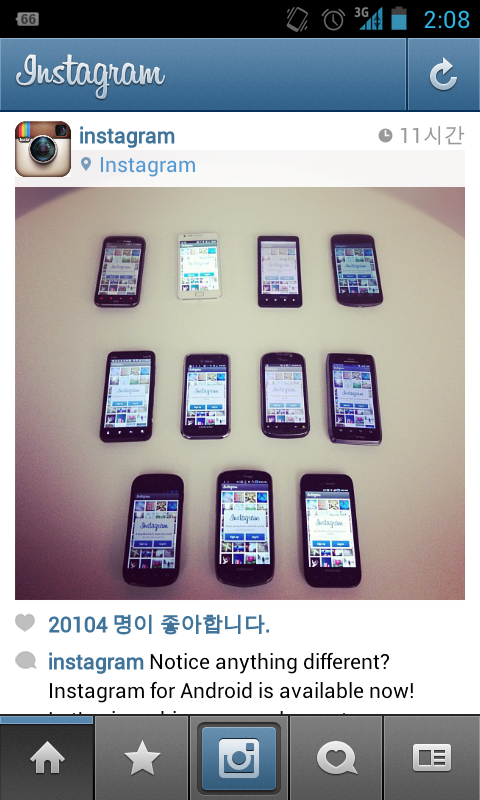 66 3G 2:08
Instagram
instagram 11시간
Instagram
20104 명이 좋아합니다.
instagram Notice anything different?
Instagram for Android is available now!